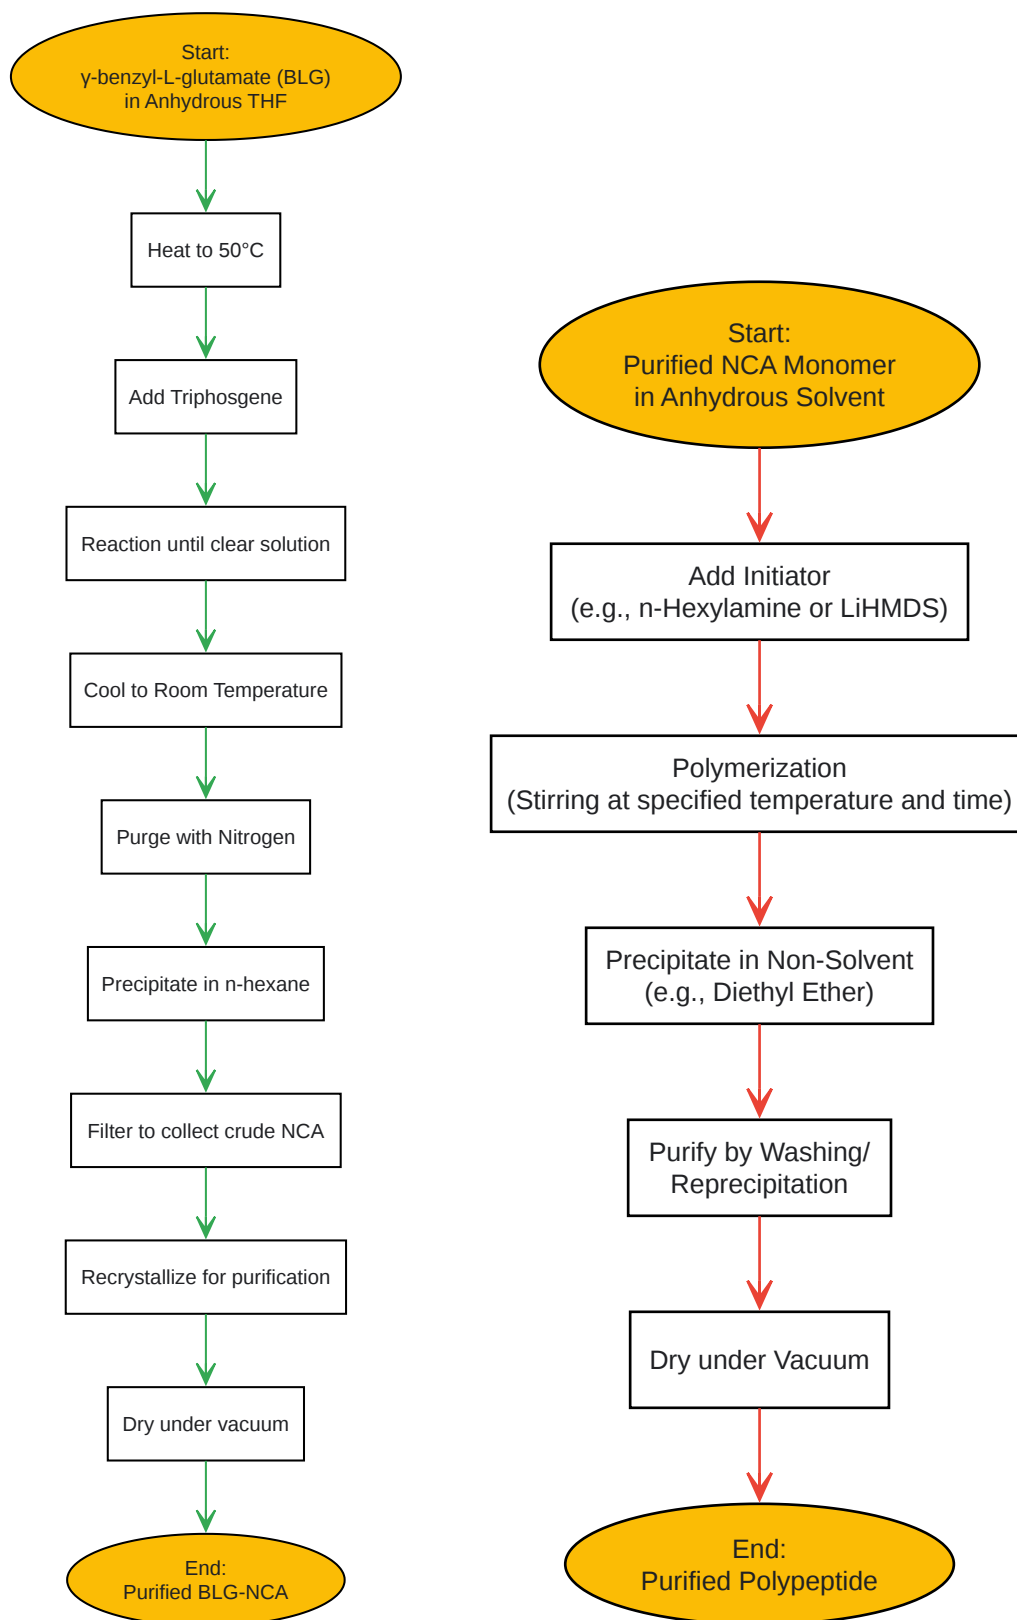 Start:
γ-benzyl-L-glutamate (BLG)
in Anhydrous THF
Heat to 50°C
Add Triphosgene
Reaction until clear solution
Cool to Room Temperature
Purge with Nitrogen
Precipitate in n-hexane
Filter to collect crude NCA
Recrystallize for purification
Dry under vacuum
End:
Purified BLG-NCA
Start:
Purified NCA Monomer
in Anhydrous Solvent
Add Initiator
(e.g., n-Hexylamine or LiHMDS)
Polymerization
(Stirring at specified temperature and time)
Precipitate in Non-Solvent
(e.g., Diethyl Ether)
Purify by Washing/
Reprecipitation
Dry under Vacuum
End:
Purified Polypeptide